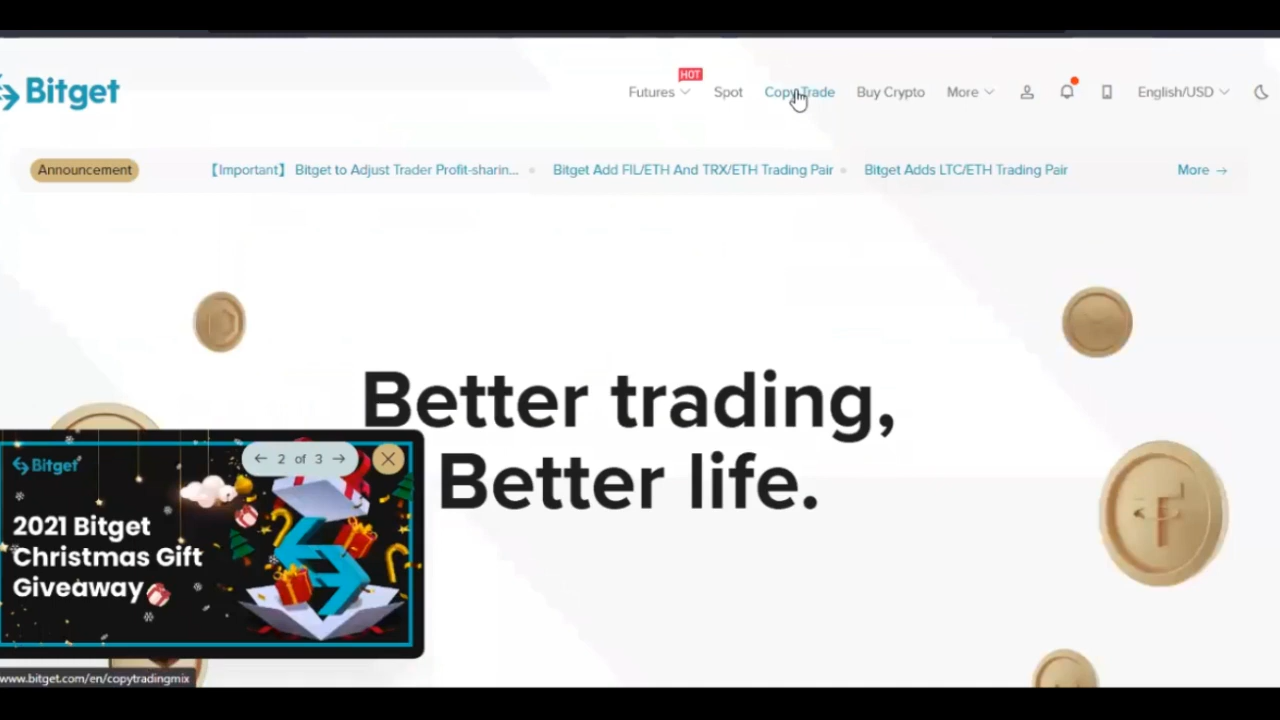 Bitget
HOT
Futures Spot Copy Trade Buy Crypto More English/USD
Announcement 【Important】 Bitget to Adjust Trader Profit-sharin... Bitget Add FIL/ETH And TRX/ETH Trading Pair Bitget Adds LTC/ETH Trading Pair More →
Better trading,
Better life.
← 2 of 3 →
Bitget
2021 Bitget
Christmas Gift
Giveaway
www.bitget.com/en/copytradingmix